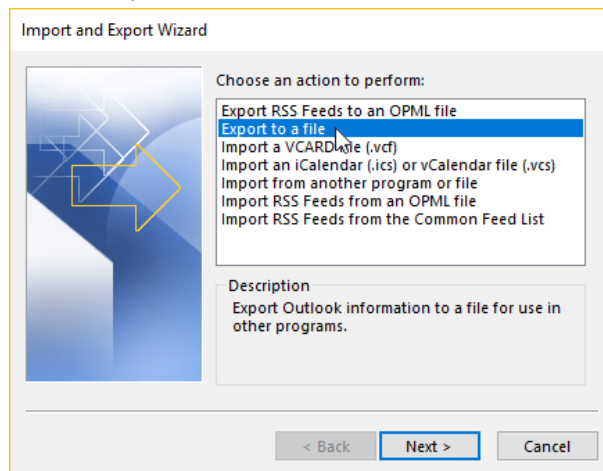 Import and Export Wizard
Choose an action to perform:
Export RSS Feeds to an OPML file
Export to a file
Import a VCARD file (.vcf)
Import an iCalendar (.ics) or vCalendar file (.vcs)
Import from another program or file
Import RSS Feeds from an OPML file
Import RSS Feeds from the Common Feed List
Description
Export Outlook information to a file for use in
other programs.
< Back Next > Cancel